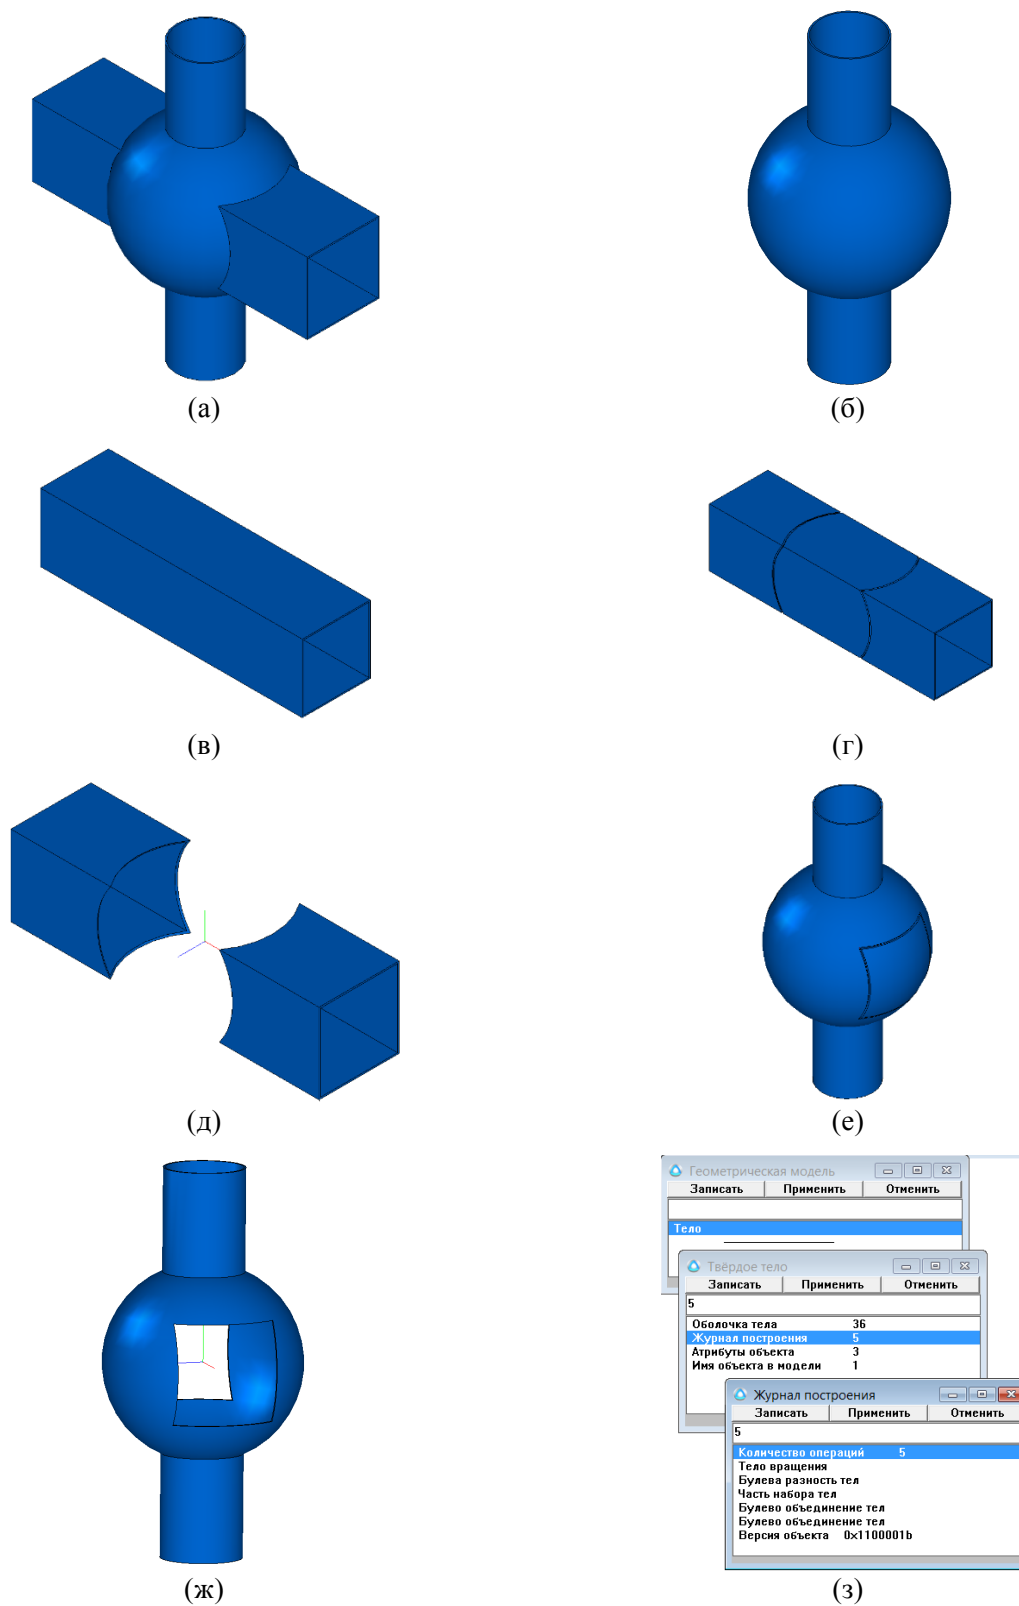 (а)
(б)
(в)
(г)
(д)
(е)
Геометрическая модель
Записать Применить Отменить
Тело
Твёрдое тело
Записать Применить Отменить
5
Оболочка тела 36
Журнал построения 5
Атрибуты объекта 3
Имя объекта в модели 1
Журнал построения
Записать Применить Отменить
5
Количество операций 5
Тело вращения
Булева разность тел
Часть набора тел
Булево объединение тел
Булево объединение тел
Версия объекта 0x1100001b
(ж)
(з)